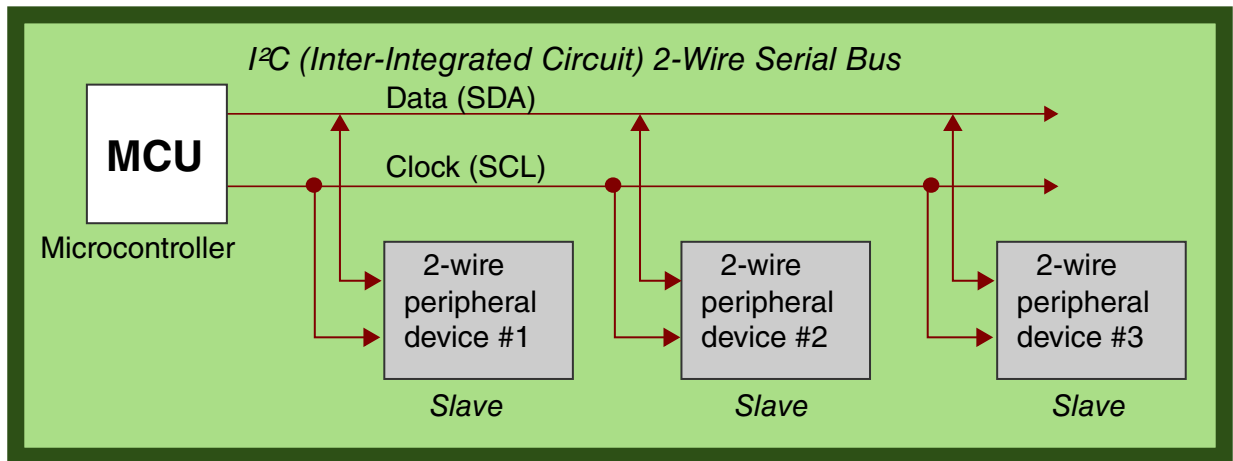 I²C (Inter-Integrated Circuit) 2-Wire Serial Bus
Data (SDA)
MCU
Clock (SCL)
Microcontroller
2-wire
peripheral
device #1
2-wire
peripheral
device #2
2-wire
peripheral
device #3
Slave
Slave
Slave